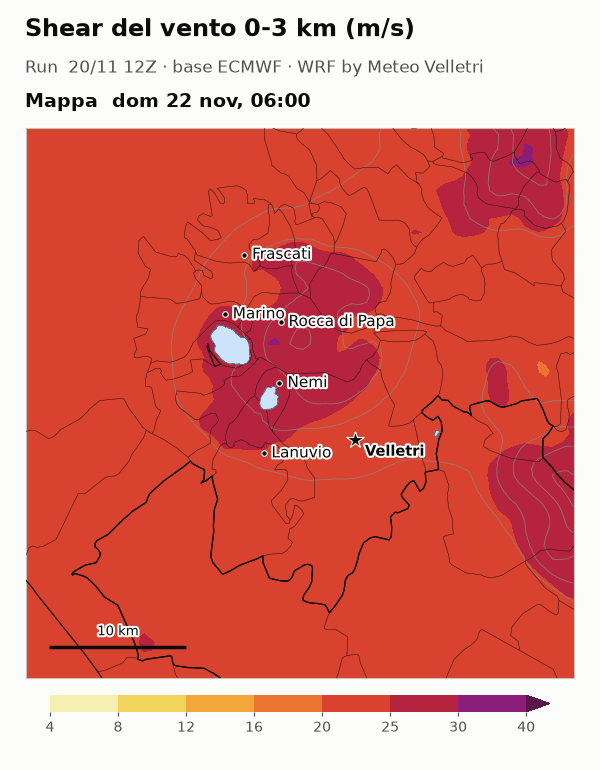 Shear del vento 0-3 km (m/s)
Run 20/11 12Z · base ECMWF · WRF by Meteo Velletri
Mappa dom 22 nov, 06:00
Frascati
Marino
Rocca di Papa
Nemi
Velletri
Lanuvio
10 km
4 8 12 16 20 25 30 40